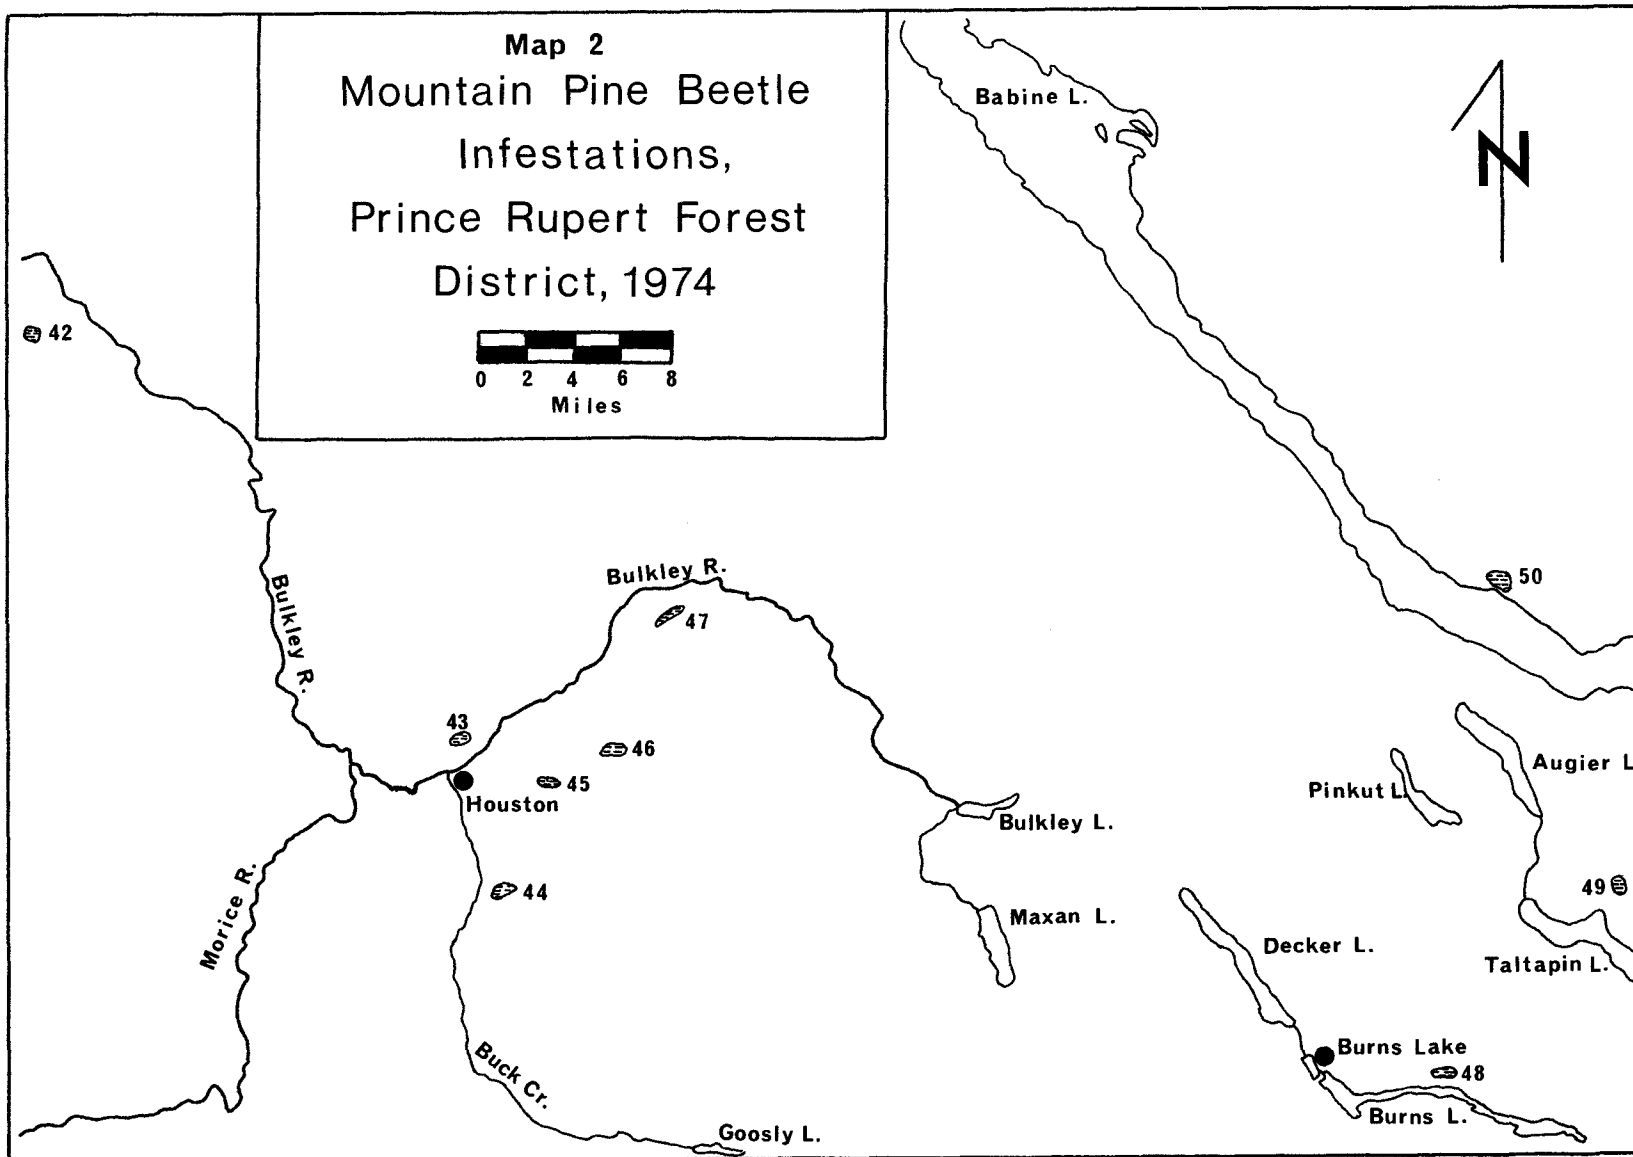 Map 2
Mountain Pine Beetle
Infestations,
Prince Rupert Forest
District, 1974
0 2 4 6 8
Miles
Babine L.
N
42
Bulkley R.
Bulkley R.
47
50
43
46
45
Houston
44
Morice R.
Buck Cr.
Goosly L.
Bulkley L.
Maxan L.
Pinkut L.
Augier L
49
Taltapin L.
Decker L.
Burns Lake
48
Burns L.